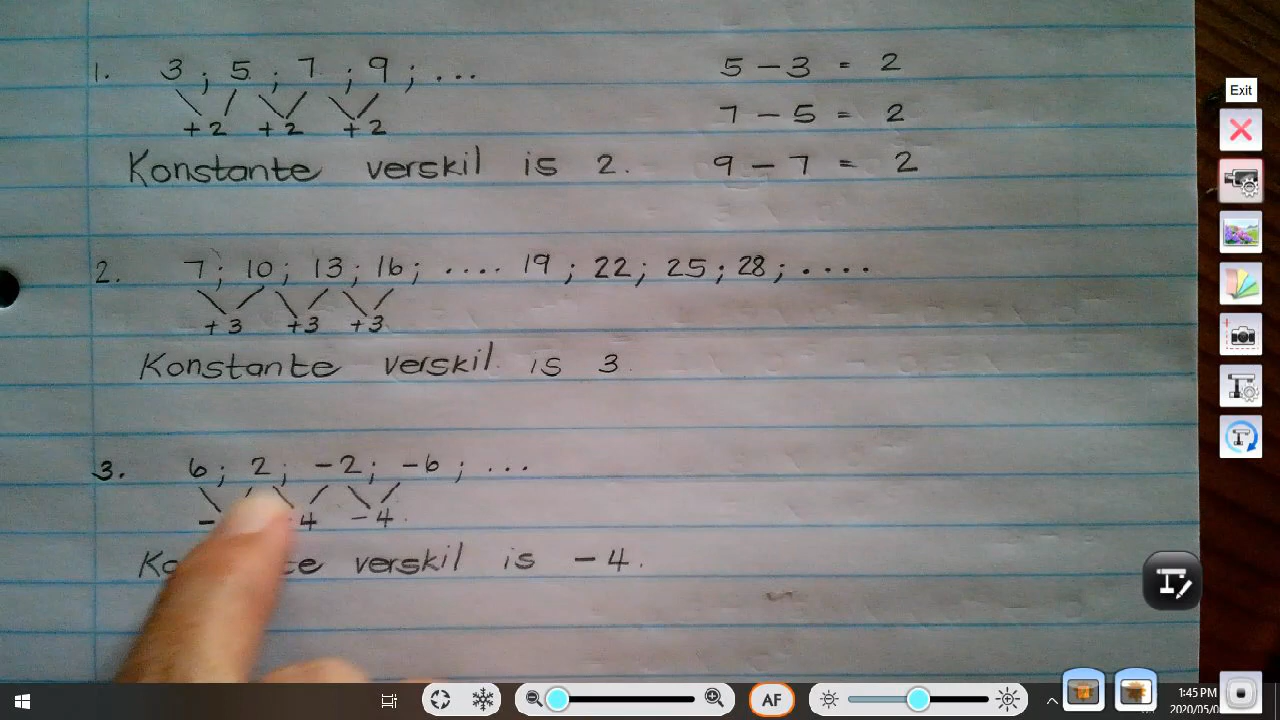 1. 3 ; 5 ; 7 ; 9 ; ... 5 - 3 = 2
+2 +2 +2 7 - 5 = 2
Konstante verskil is 2. 9 - 7 = 2
2. 7 ; 10 ; 13 ; 16 ; .... 19 ; 22 ; 25 ; 28 ; ....
+3 +3 +3
Konstante verskil is 3
3. 6 ; 2 ; -2 ; -6 ; ...
- 4 -4
verskil is -4.
Exit
AF
1:45 PM